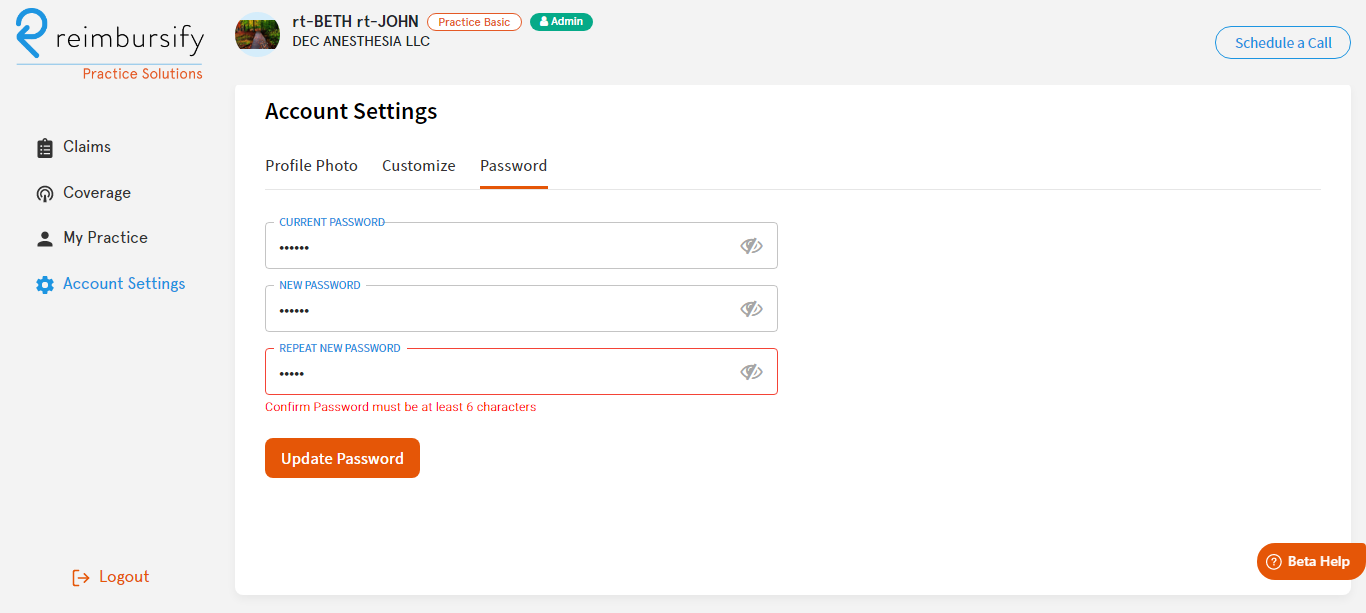 reimbursify
Practice Solutions
rt-BETH rt-JOHN Practice Basic Admin
DEC ANESTHESIA LLC
Schedule a Call
Claims
Coverage
My Practice
Account Settings
Logout
Account Settings
Profile Photo Customize Password
CURRENT PASSWORD
••••••
NEW PASSWORD
••••••
REPEAT NEW PASSWORD
•••••
Confirm Password must be at least 6 characters
Update Password
Beta Help